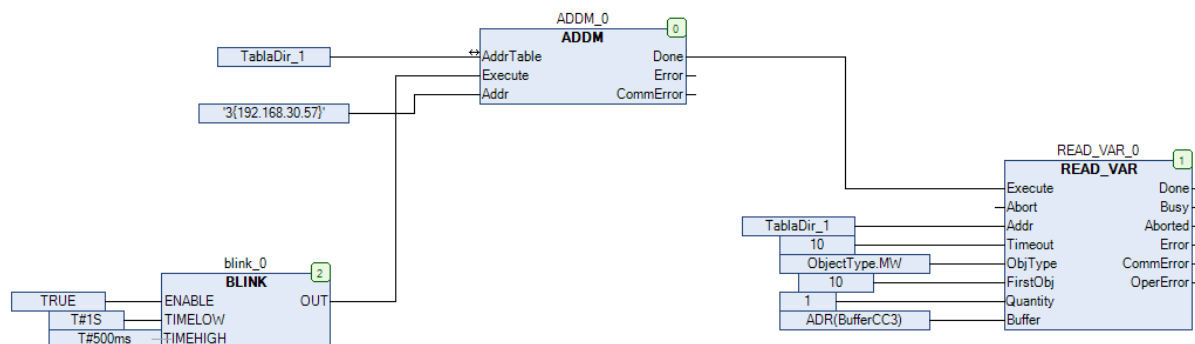 ADDM_0
0
ADDM
TablaDir_1
AddrTable
Done
Execute
Error
'3{192.168.30.57}'
Addr
CommError
READ_VAR_0
1
READ_VAR
Execute
Done
Abort
Busy
TablaDir_1
Addr
Aborted
10
Timeout
Error
ObjectType.MW
ObjType
CommError
10
FirstObj
OperError
1
Quantity
ADR(BufferCC3)
Buffer
blink_0
2
BLINK
TRUE
ENABLE
OUT
T#1S
TIMELOW
T#500ms
TIMEHIGH